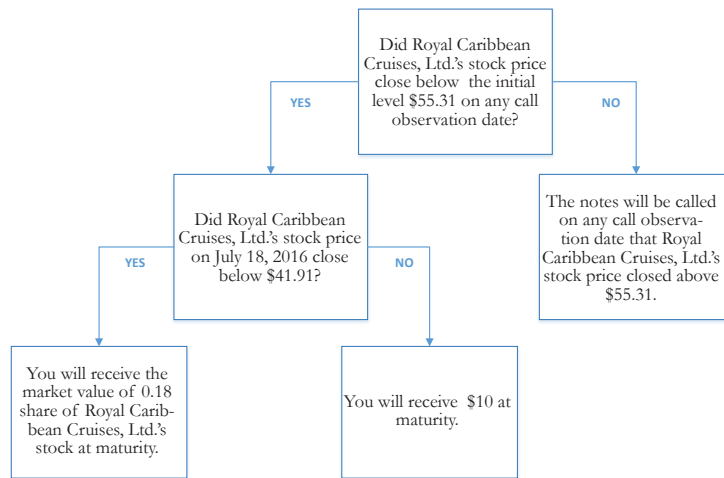 Did Royal Caribbean
Cruises, Ltd.'s stock price
close below the initial
level $55.31 on any call
observation date?
YES
NO
Did Royal Caribbean
Cruises, Ltd.'s stock price
on July 18, 2016 close
below $41.91?
The notes will be called
on any call observa-
tion date that Royal
Caribbean Cruises, Ltd.'s
stock price closed above
$55.31.
YES
NO
You will receive the
market value of 0.18
share of Royal Carib-
bean Cruises, Ltd.'s
stock at maturity.
You will receive $10 at
maturity.